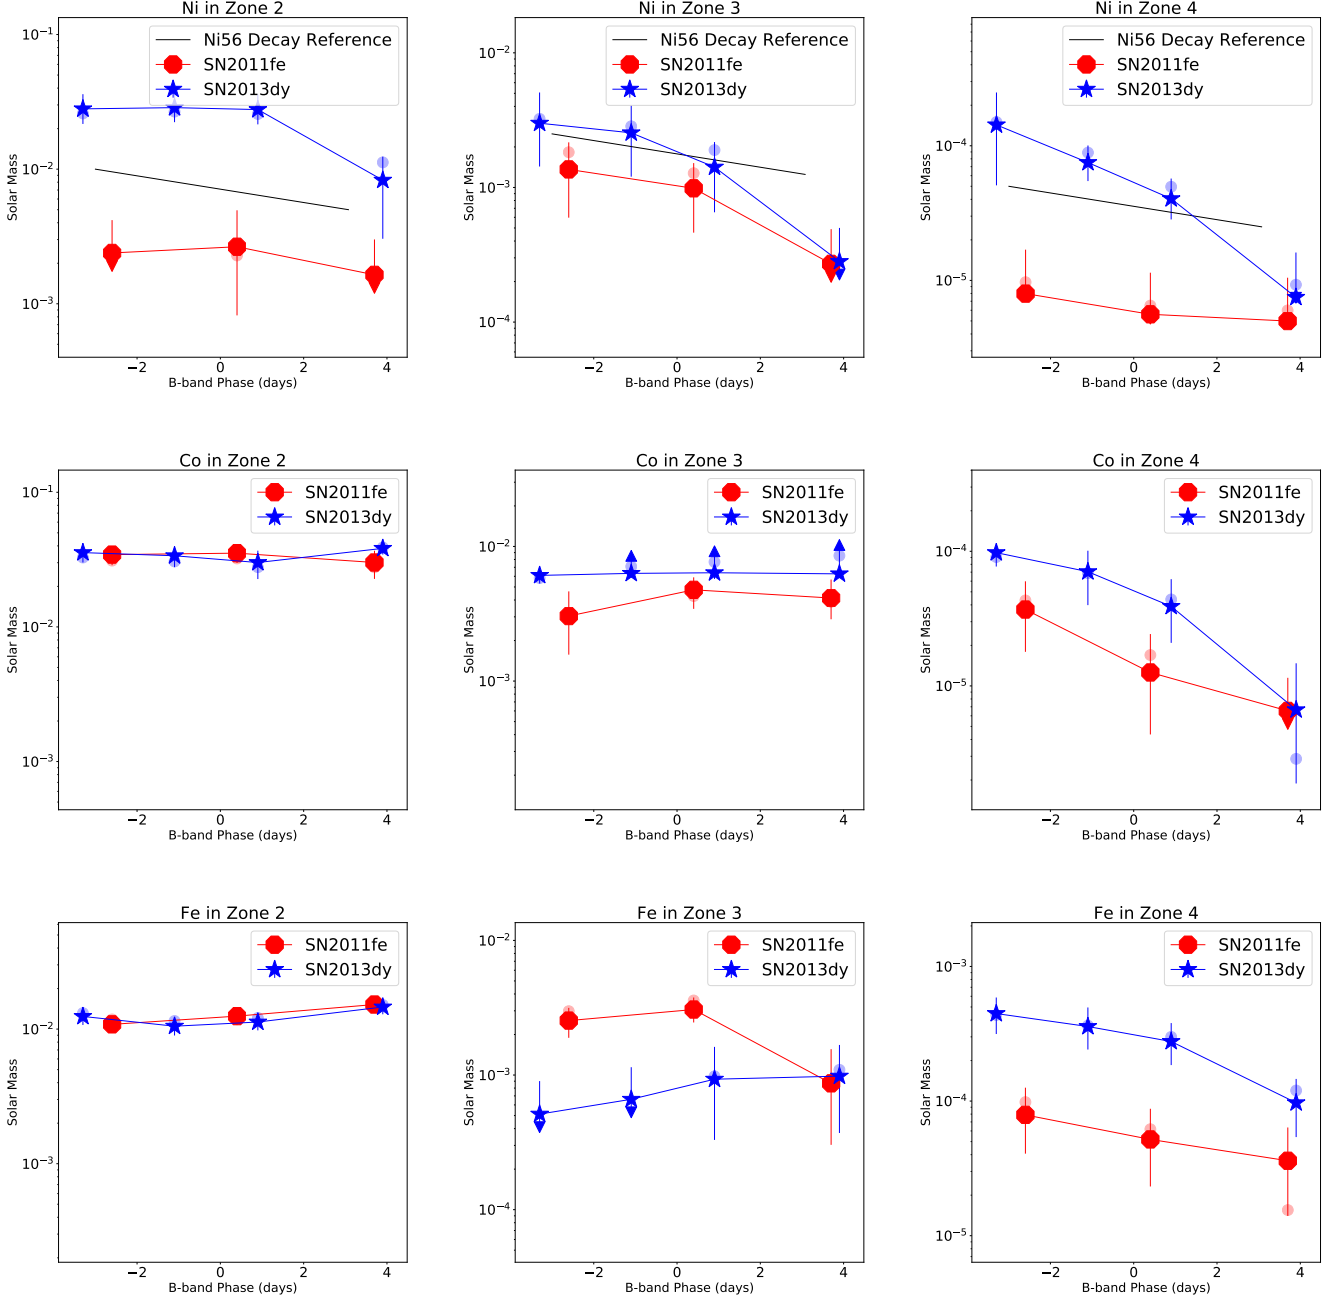 Ni in Zone 2
10⁻¹
10⁻²
10⁻³
Solar Mass
Ni56 Decay Reference
SN2011fe
SN2013dy
−2
0
2
4
B-band Phase (days)
Ni in Zone 3
10⁻²
10⁻³
10⁻⁴
Solar Mass
Ni56 Decay Reference
SN2011fe
SN2013dy
−2
0
2
4
B-band Phase (days)
Ni in Zone 4
10⁻⁴
10⁻⁵
Solar Mass
Ni56 Decay Reference
SN2011fe
SN2013dy
−2
0
2
4
B-band Phase (days)
Co in Zone 2
10⁻¹
10⁻²
10⁻³
Solar Mass
SN2011fe
SN2013dy
−2
0
2
4
B-band Phase (days)
Co in Zone 3
10⁻²
10⁻³
Solar Mass
SN2011fe
SN2013dy
−2
0
2
4
B-band Phase (days)
Co in Zone 4
10⁻⁴
10⁻⁵
Solar Mass
SN2011fe
SN2013dy
−2
0
2
4
B-band Phase (days)
Fe in Zone 2
10⁻²
10⁻³
Solar Mass
SN2011fe
SN2013dy
−2
0
2
4
B-band Phase (days)
Fe in Zone 3
10⁻²
10⁻³
10⁻⁴
Solar Mass
SN2011fe
SN2013dy
−2
0
2
4
B-band Phase (days)
Fe in Zone 4
10⁻³
10⁻⁴
10⁻⁵
Solar Mass
SN2011fe
SN2013dy
−2
0
2
4
B-band Phase (days)